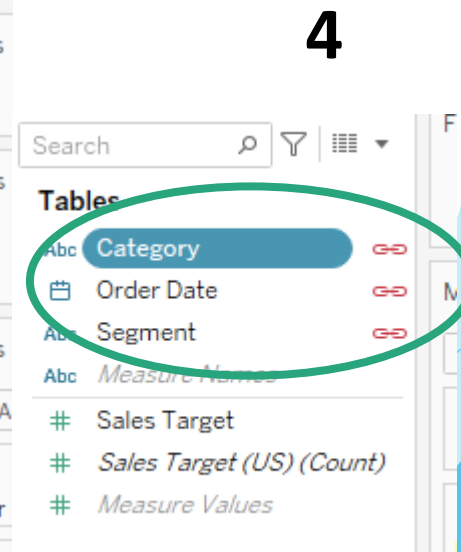 4
Search
Tables
Abc Category
Order Date
Abc Segment
Abc Measure Names
# Sales Target
# Sales Target (US) (Count)
# Measure Values